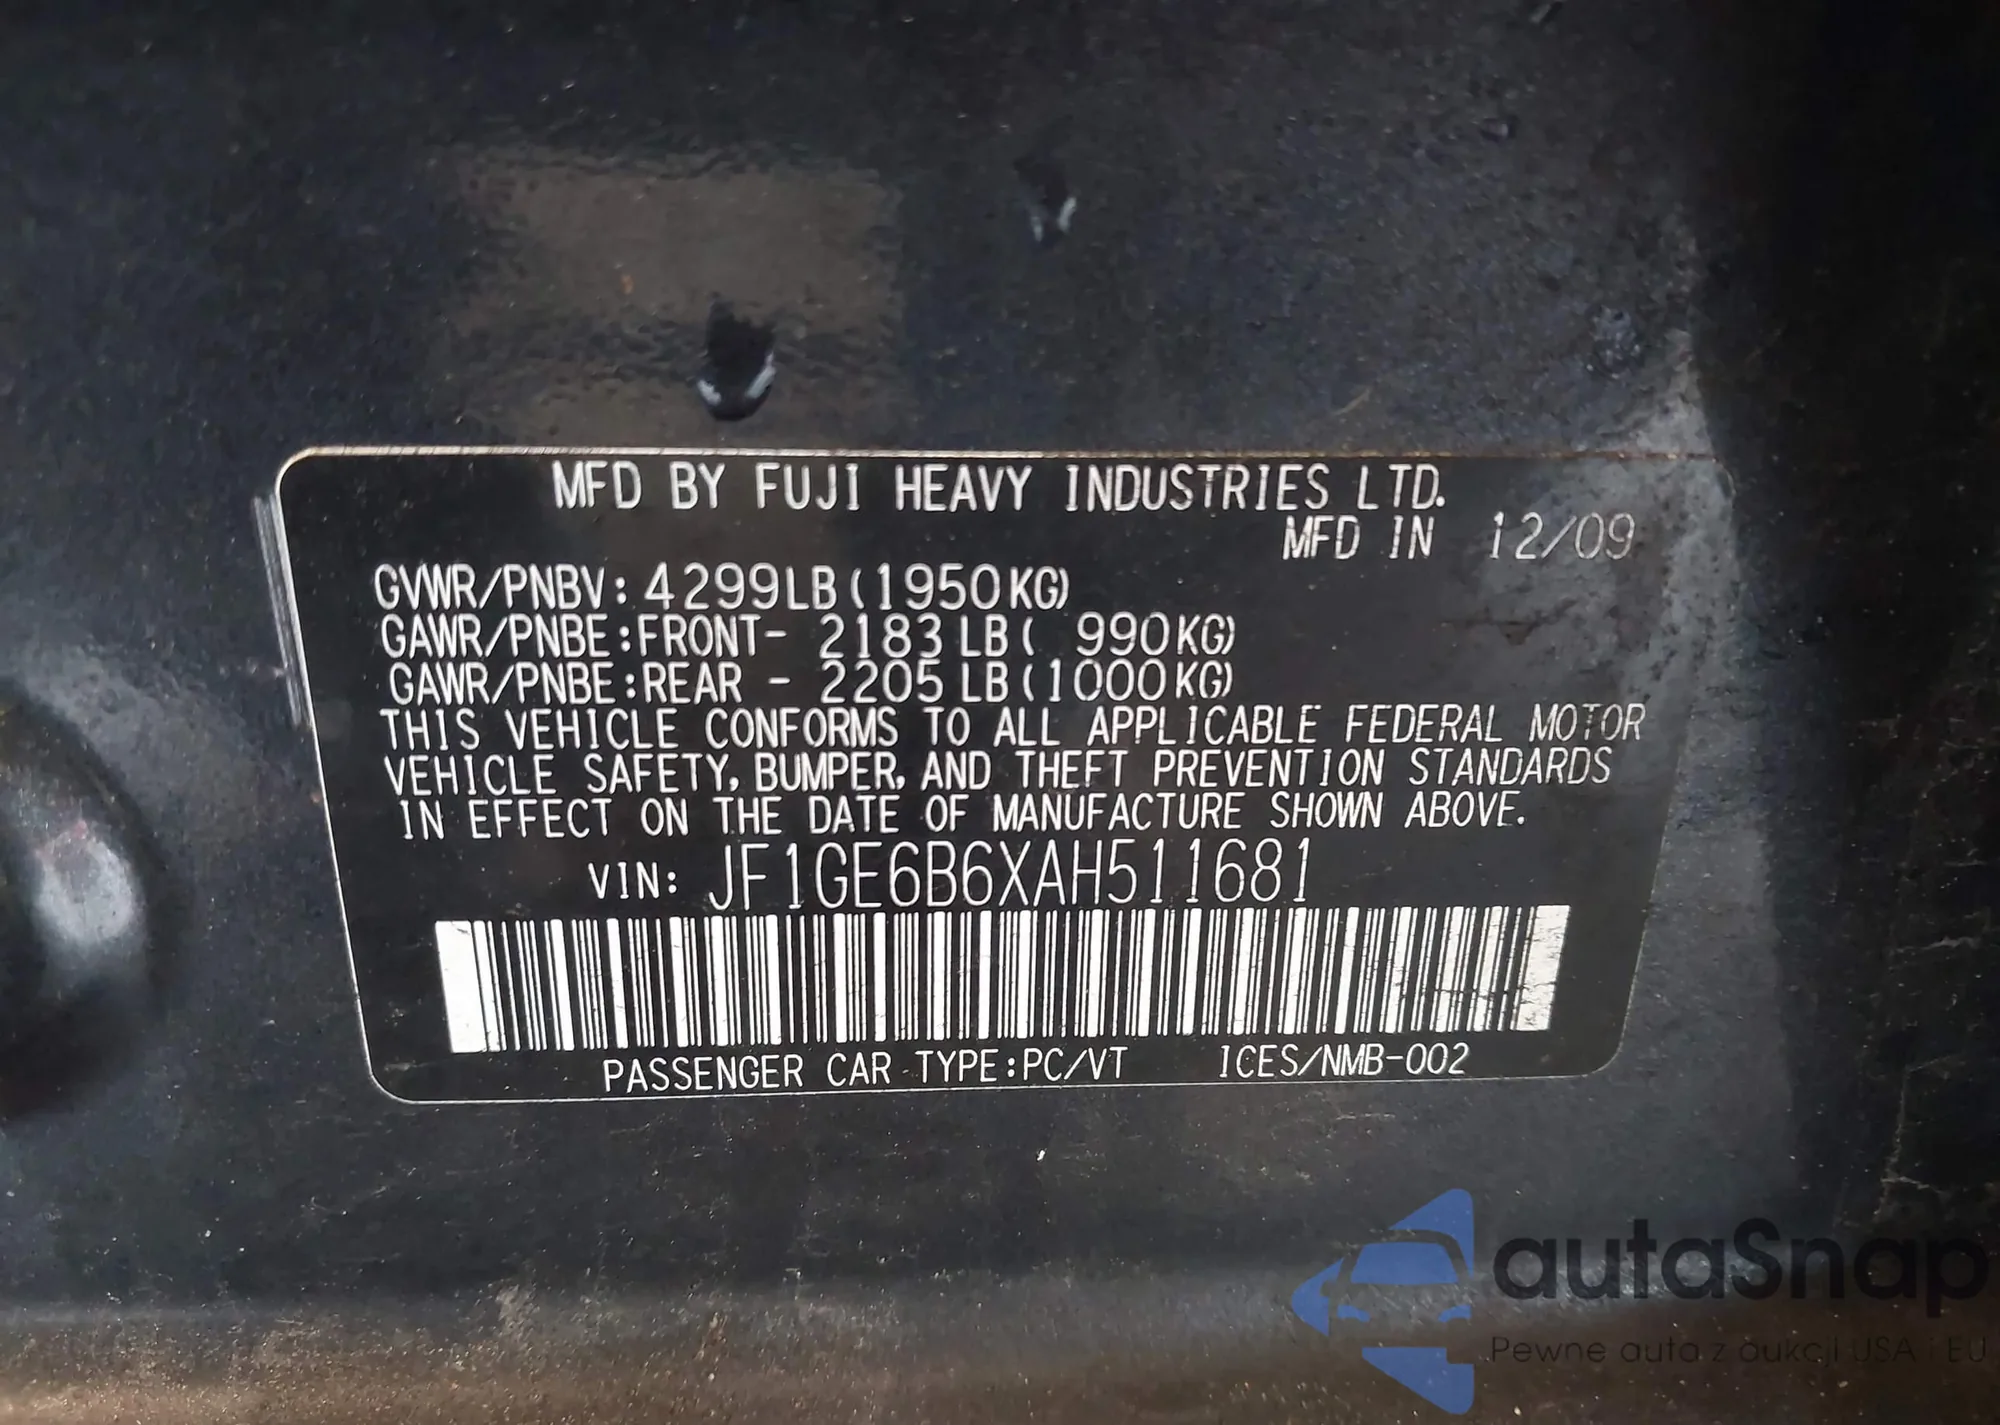 MFD BY FUJI HEAVY INDUSTRIES LTD.
MFD IN 12/09
GVWR/PNBV: 4299LB (1950KG)
GAWR/PNBE:FRONT- 2183 LB ( 990KG)
GAWR/PNBE:REAR - 2205 LB (1000KG)
THIS VEHICLE CONFORMS TO ALL APPLICABLE FEDERAL MOTOR
VEHICLE SAFETY, BUMPER, AND THEFT PREVENTION STANDARDS
IN EFFECT ON THE DATE OF MANUFACTURE SHOWN ABOVE.
VIN: JF1GE6B6XAH511681
PASSENGER CAR TYPE:PC/VT ICES/NMB-002
autaSnap
Pewne auta z aukcji USA i EU